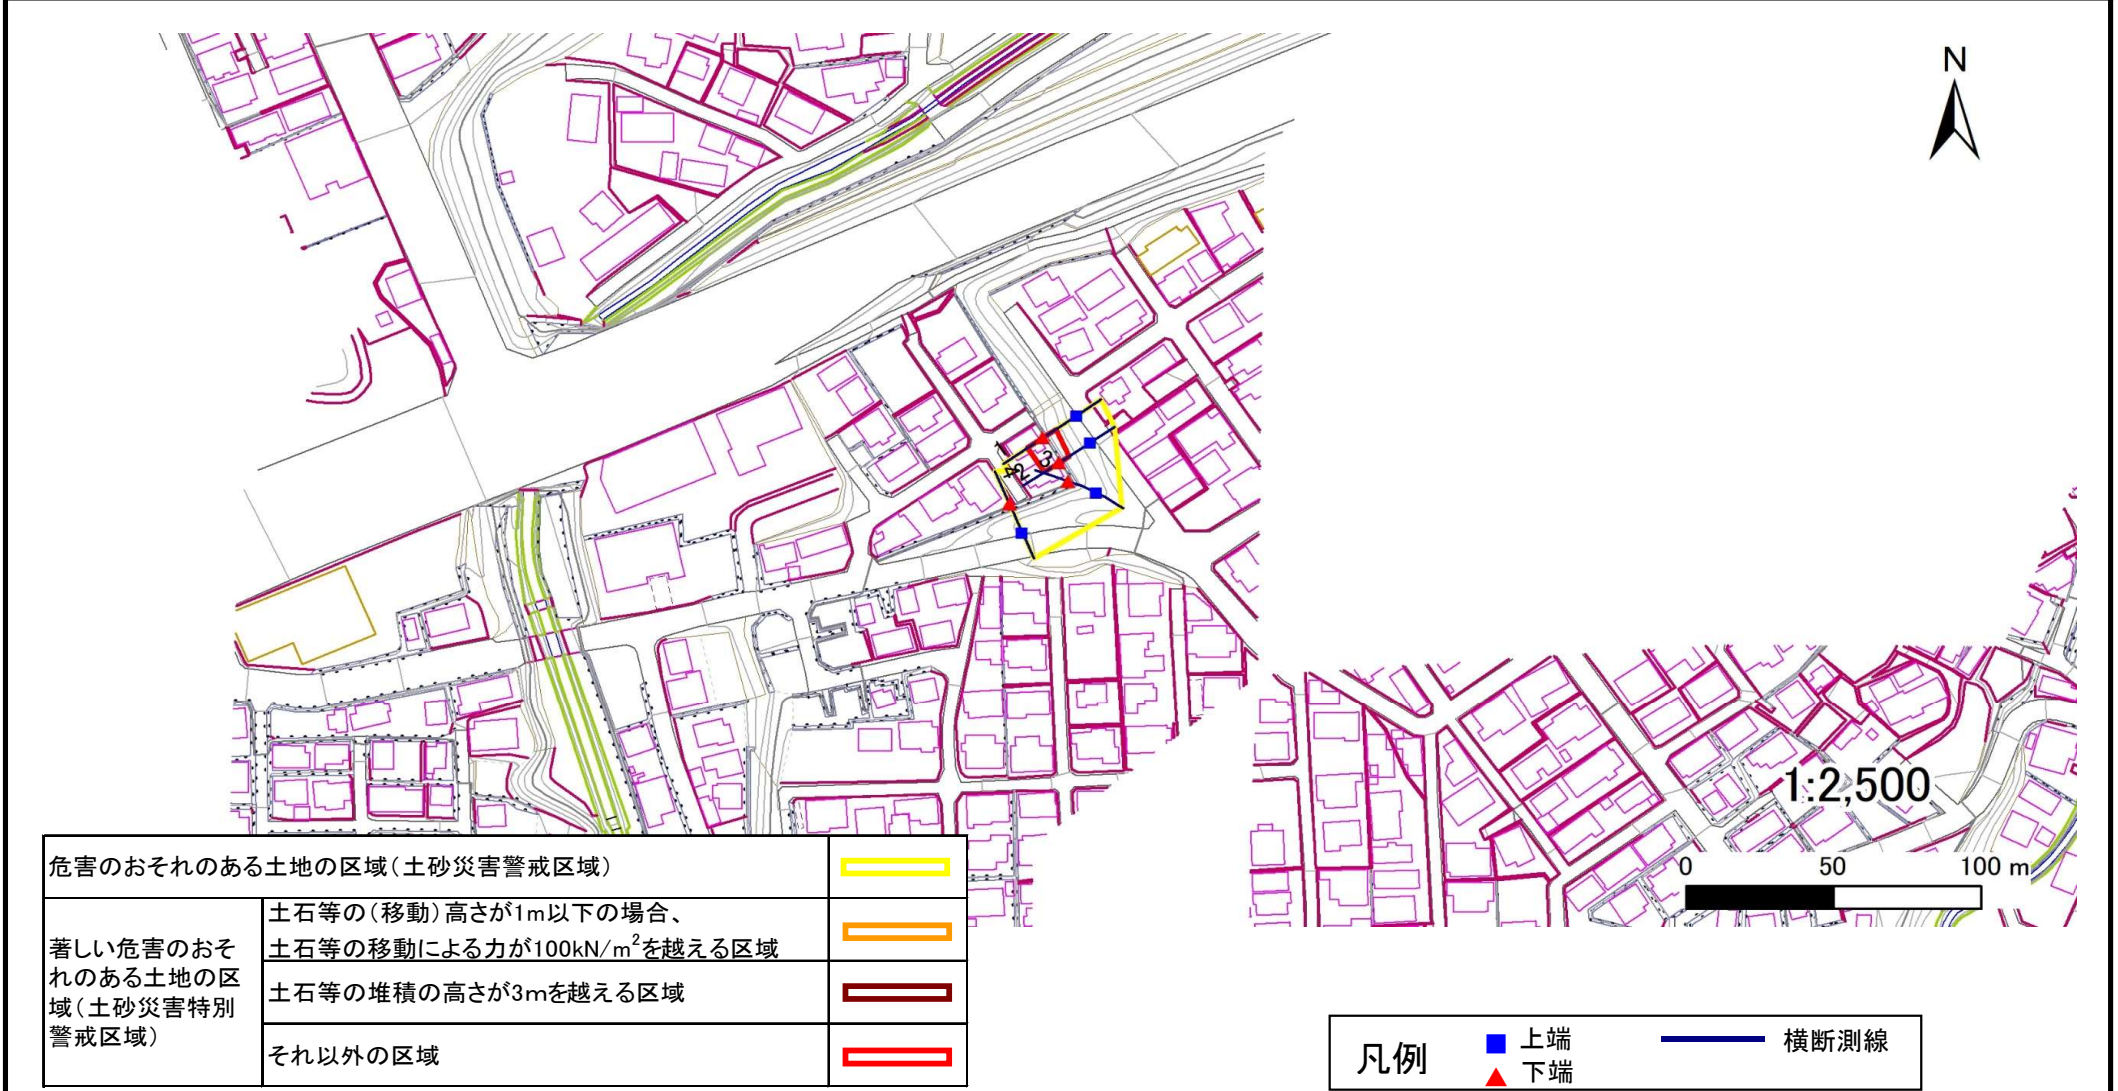 N
1
4
2
3
1:2,500
0 50 100 m
危害のおそれのある土地の区域(土砂災害警戒区域)
著しい危害のおそ
れのある土地の区
域(土砂災害特別
警戒区域)
土石等の(移動)高さが1m以下の場合、
土石等の移動による力が100kN/m²を越える区域
土石等の堆積の高さが3mを越える区域
それ以外の区域
凡例
上端
下端
横断測線